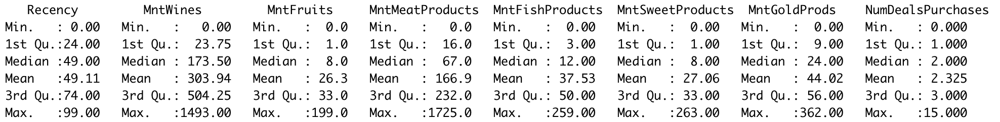 Recency         MntWines        MntFruits     MntMeatProducts  MntFishProducts  MntSweetProducts  MntGoldProds    NumDealsPurchases
Min.   : 0.00   Min.   :   0.00   Min.   :  0.0   Min.   :   0.0   Min.   :  0.00   Min.   :  0.00   Min.   :  0.00   Min.   : 0.000
1st Qu.:24.00   1st Qu.:  23.75   1st Qu.:  1.0   1st Qu.:  16.0   1st Qu.:  3.00   1st Qu.:  1.00   1st Qu.:  9.00   1st Qu.: 1.000
Median :49.00   Median : 173.50   Median :  8.0   Median :  67.0   Median : 12.00   Median :  8.00   Median : 24.00   Median : 2.000
Mean   :49.11   Mean   : 303.94   Mean   : 26.3   Mean   : 166.9   Mean   : 37.53   Mean   : 27.06   Mean   : 44.02   Mean   : 2.325
3rd Qu.:74.00   3rd Qu.: 504.25   3rd Qu.: 33.0   3rd Qu.: 232.0   3rd Qu.: 50.00   3rd Qu.: 33.00   3rd Qu.: 56.00   3rd Qu.: 3.000
Max.   :99.00   Max.   :1493.00   Max.   :199.0   Max.   :1725.0   Max.   :259.00   Max.   :263.00   Max.   :362.00   Max.   :15.000